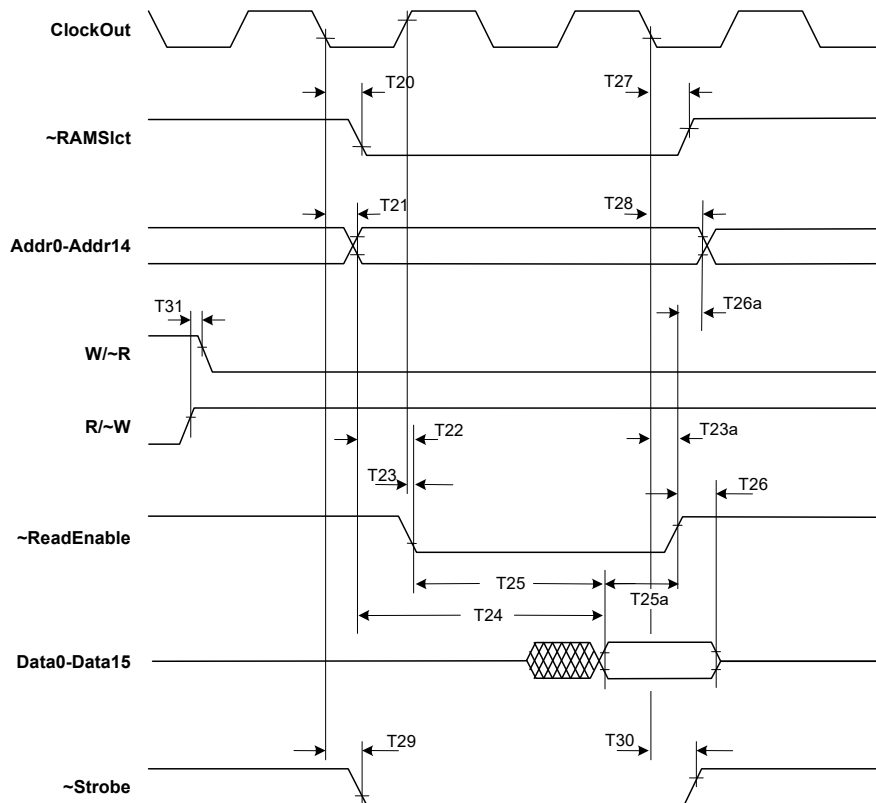 ClockOut
T20
T27
~RAMSlct
T21
T28
Addr0-Addr14
T31
T26a
W/~R
R/~W
T22
T23a
T23
T26
~ReadEnable
T25
T25a
T24
Data0-Data15
T29
T30
~Strobe